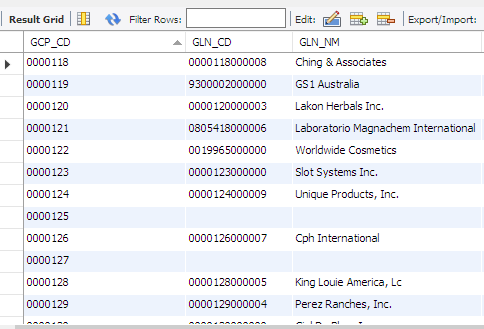 Result Grid Filter Rows: Edit: Export/Import:
GCP_CD GLN_CD GLN_NM
0000118 0000118000008 Ching & Associates
0000119 9300002000000 GS1 Australia
0000120 0000120000003 Lakon Herbals Inc.
0000121 0805418000006 Laboratorio Magnachem International
0000122 0019965000000 Worldwide Cosmetics
0000123 0000123000000 Slot Systems Inc.
0000124 0000124000009 Unique Products, Inc.
0000125
0000126 0000126000007 Cph International
0000127
0000128 0000128000005 King Louie America, Lc
0000129 0000129000004 Perez Ranches, Inc.